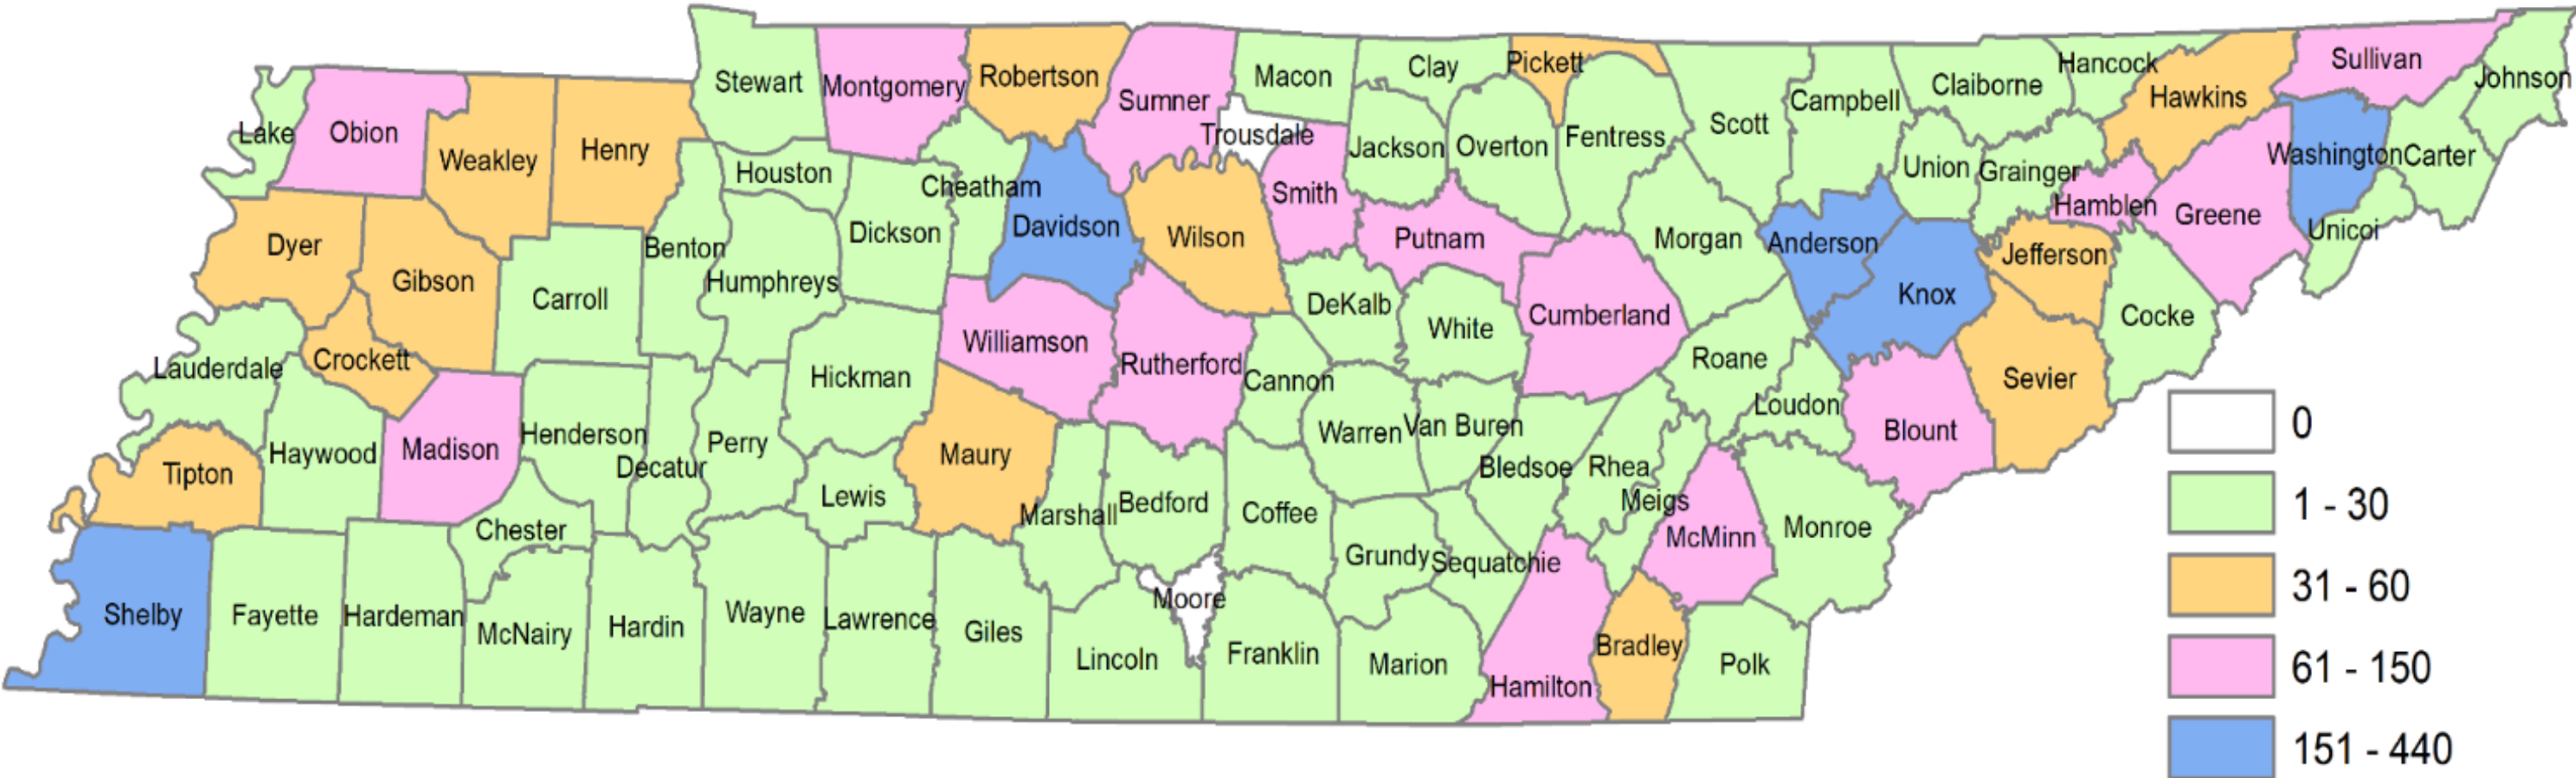 Stewart
Montgomery
Robertson
Sumner
Macon
Clay
Pickett
Scott
Campbell
Claiborne
Hancock
Hawkins
Sullivan
Johnson
Lake
Obion
Weakley
Henry
Houston
Cheatham
Trousdale
Smith
Jackson
Overton
Fentress
Union
Grainger
Hamblen
Greene
Washington
Carter
Unicoi
Dyer
Gibson
Carroll
Benton
Humphreys
Dickson
Davidson
Wilson
Putnam
Morgan
Anderson
Knox
Jefferson
Cocke
Lauderdale
Crockett
Hickman
Williamson
Rutherford
Cannon
DeKalb
White
Cumberland
Roane
Loudon
Blount
Sevier
Tipton
Haywood
Madison
Henderson
Decatur
Perry
Lewis
Maury
Marshall
Bedford
Coffee
Warren
Van Buren
Bledsoe
Rhea
Meigs
McMinn
Monroe
Shelby
Fayette
Hardeman
Chester
McNairy
Hardin
Wayne
Lawrence
Giles
Lincoln
Moore
Franklin
Grundy
Sequatchie
Marion
Hamilton
Bradley
Polk
0
1 - 30
31 - 60
61 - 150
151 - 440